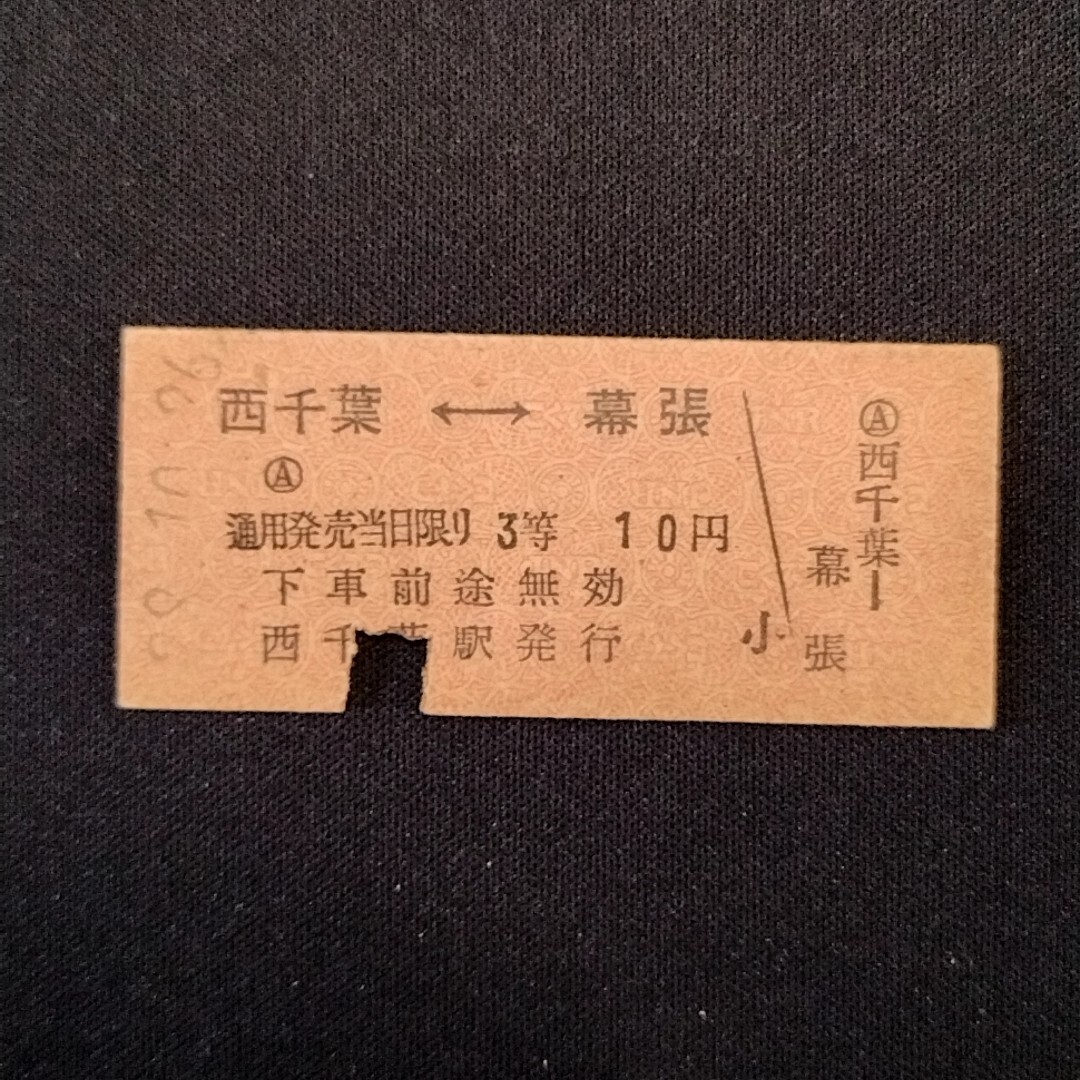 西千葉 ↔ 幕張
Ⓐ
通用発売当日限り 3等 10円
下車前途無効
西千葉駅発行
小
Ⓐ西千葉ー
幕張